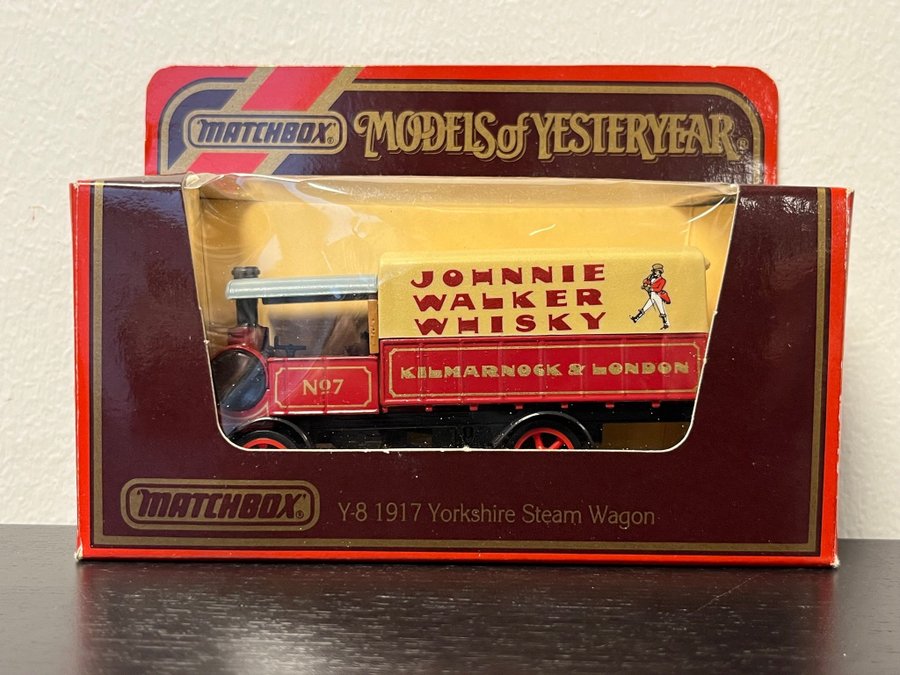 MATCHBOX®
MODELS of YESTERYEAR®
JOHNNIE
WALKER
WHISKY
No7
KILMARNOCK & LONDON
MATCHBOX®
Y-8 1917 Yorkshire Steam Wagon